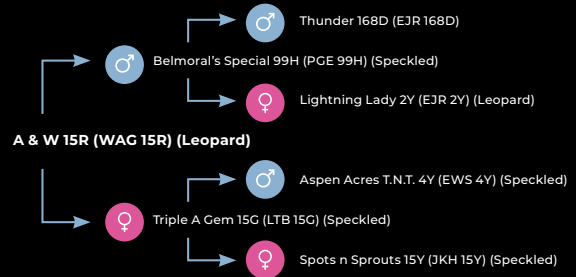 Thunder 168D (EJR 168D)
Belmoral's Special 99H (PGE 99H) (Speckled)
Lightning Lady 2Y (EJR 2Y) (Leopard)
A & W 15R (WAG 15R) (Leopard)
Aspen Acres T.N.T. 4Y (EWS 4Y) (Speckled)
Triple A Gem 15G (LTB 15G) (Speckled)
Spots n Sprouts 15Y (JKH 15Y) (Speckled)